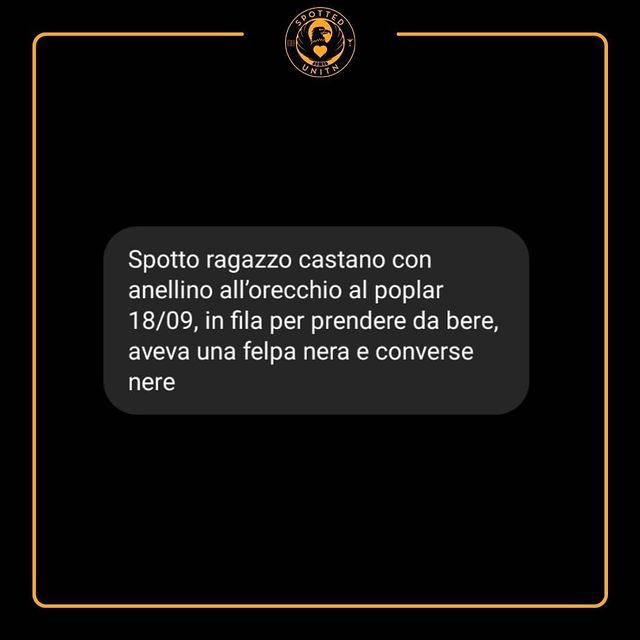 SPOTTED
UNITN
Spotto ragazzo castano con
anellino all’orecchio al poplar
18/09, in fila per prendere da bere,
aveva una felpa nera e converse
nere